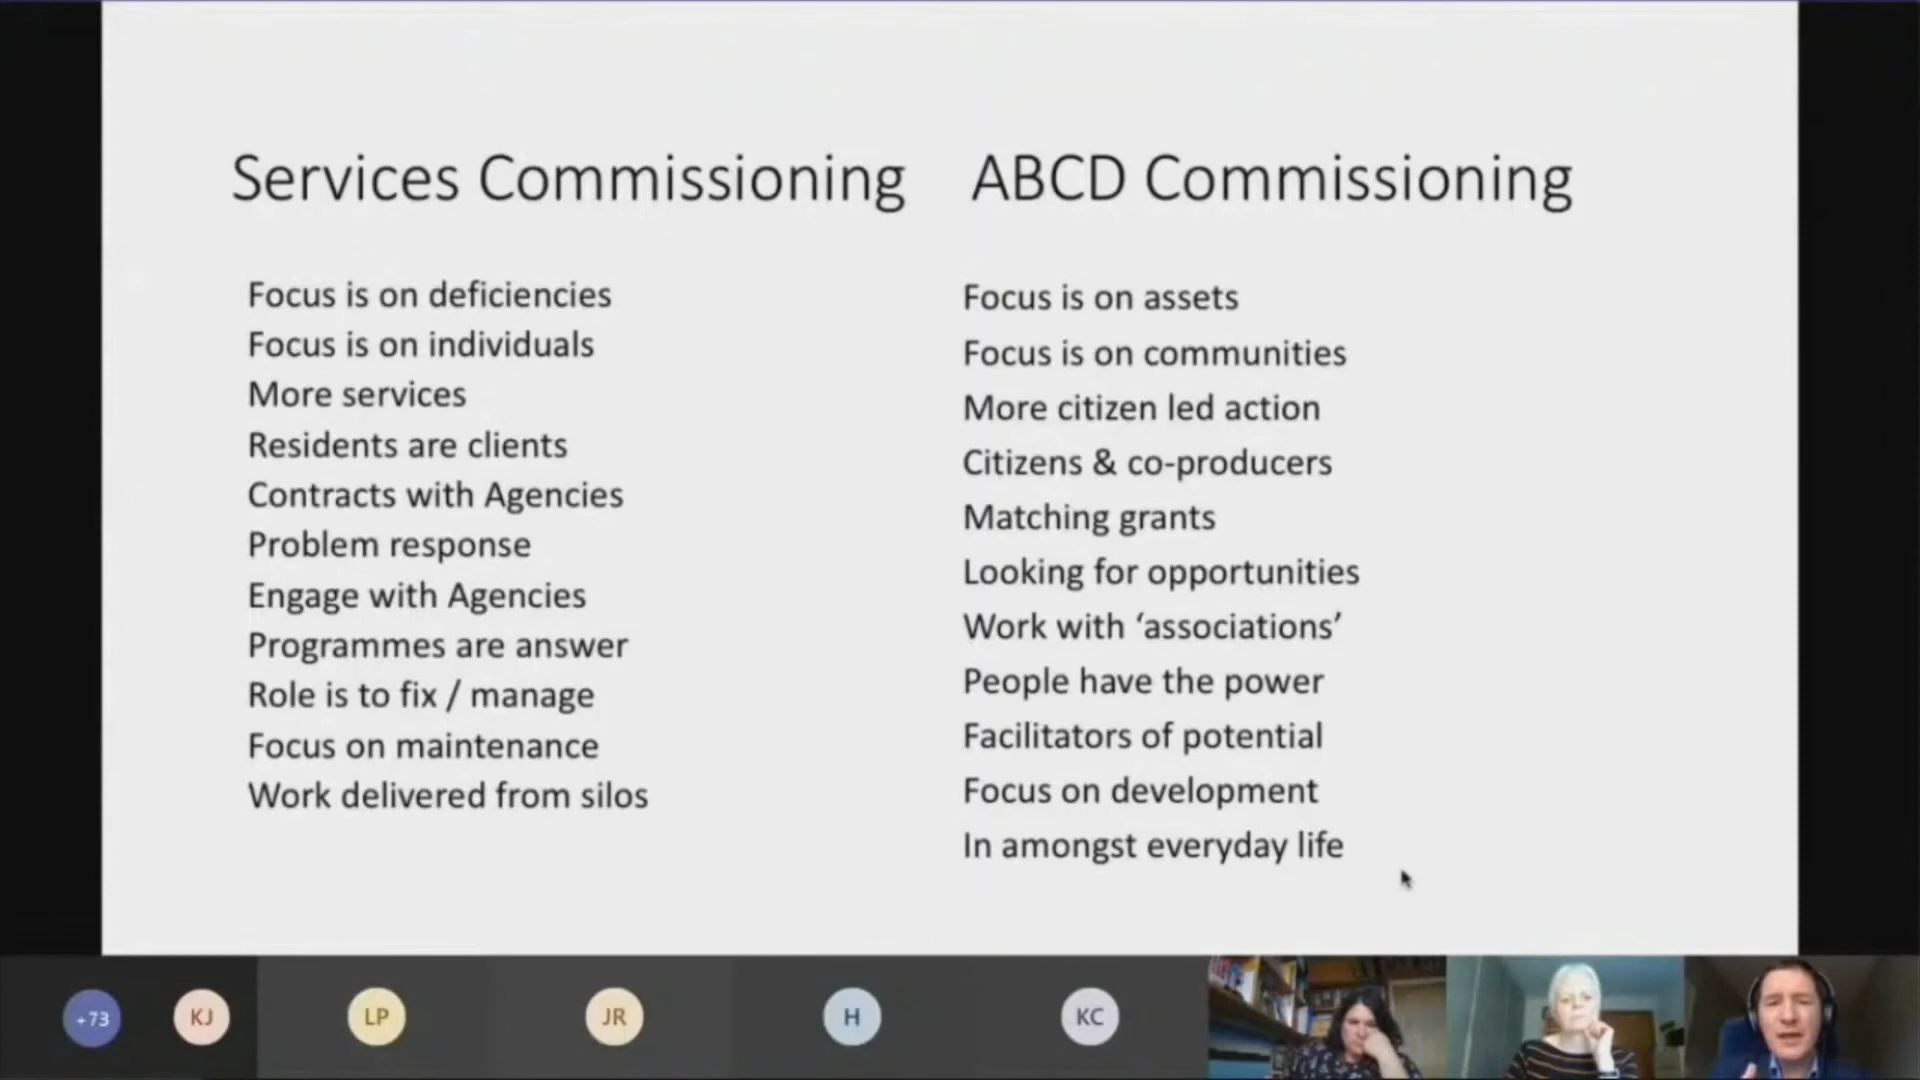 Services Commissioning
Focus is on deficiencies
Focus is on individuals
More services
Residents are clients
Contracts with Agencies
Problem response
Engage with Agencies
Programmes are answer
Role is to fix / manage
Focus on maintenance
Work delivered from silos
ABCD Commissioning
Focus is on assets
Focus is on communities
More citizen led action
Citizens & co-producers
Matching grants
Looking for opportunities
Work with ‘associations’
People have the power
Facilitators of potential
Focus on development
In amongst everyday life
+73
KJ
LP
JR
H
KC